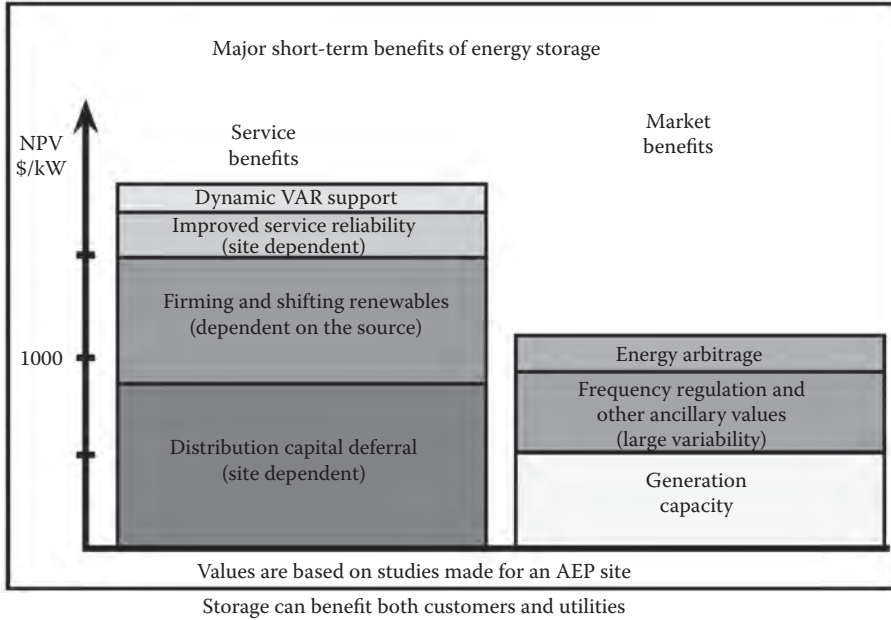 Major short-term benefits of energy storage
NPV
$/kW
Service
benefits
Market
benefits
Dynamic VAR support
Improved service reliability
(site dependent)
Firming and shifting renewables
(dependent on the source)
1000
Energy arbitrage
Frequency regulation and
other ancillary values
(large variability)
Distribution capital deferral
(site dependent)
Generation
capacity
Values are based on studies made for an AEP site
Storage can benefit both customers and utilities